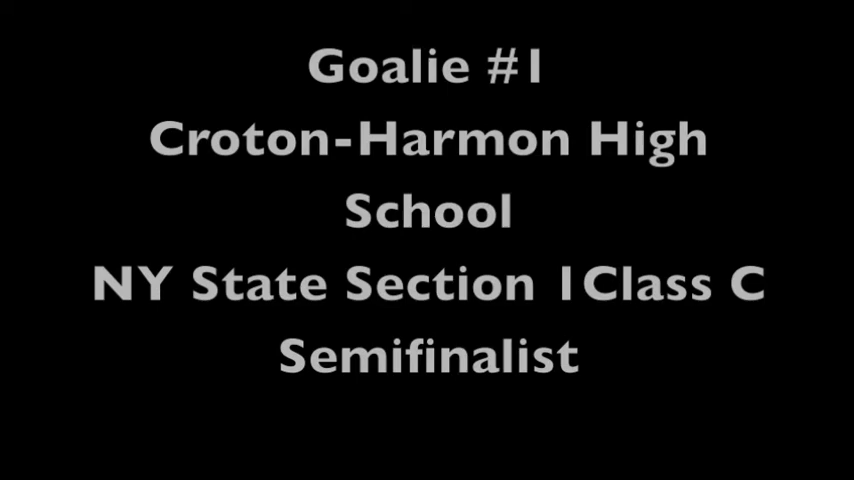 Goalie #1
Croton-Harmon High
School
NY State Section 1Class C
Semifinalist